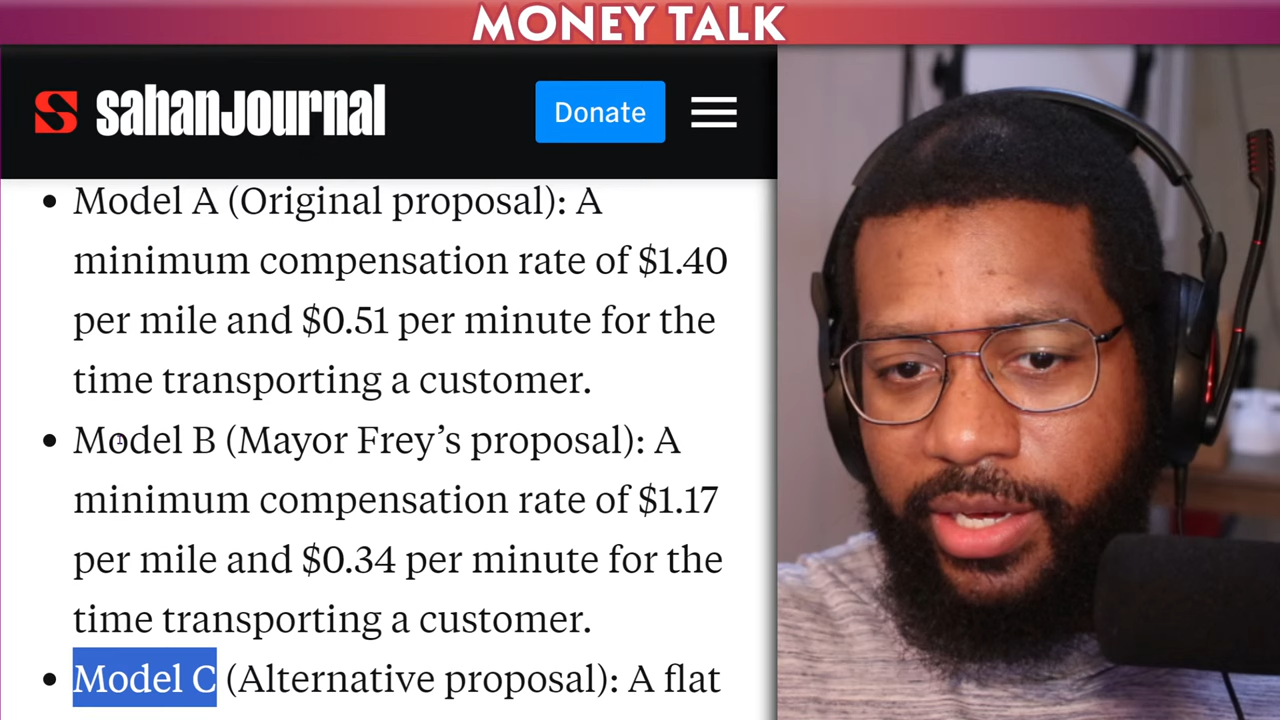 MONEY TALK
sahanJournal
Donate
• Model A (Original proposal): A
minimum compensation rate of $1.40
per mile and $0.51 per minute for the
time transporting a customer.
• Model B (Mayor Frey’s proposal): A
minimum compensation rate of $1.17
per mile and $0.34 per minute for the
time transporting a customer.
• Model C (Alternative proposal): A flat